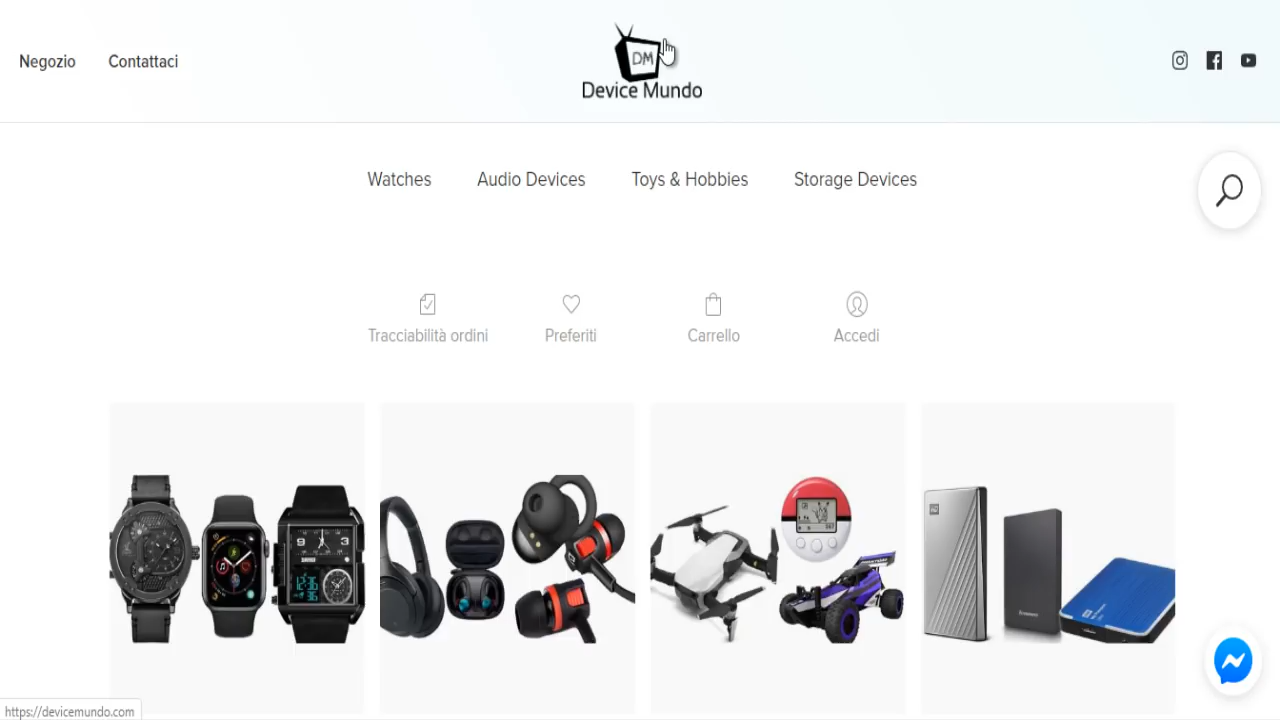 Negozio
Contattaci
DM
Device Mundo
Watches
Audio Devices
Toys & Hobbies
Storage Devices
Tracciabilità ordini
Preferiti
Carrello
Accedi
https://devicemundo.com